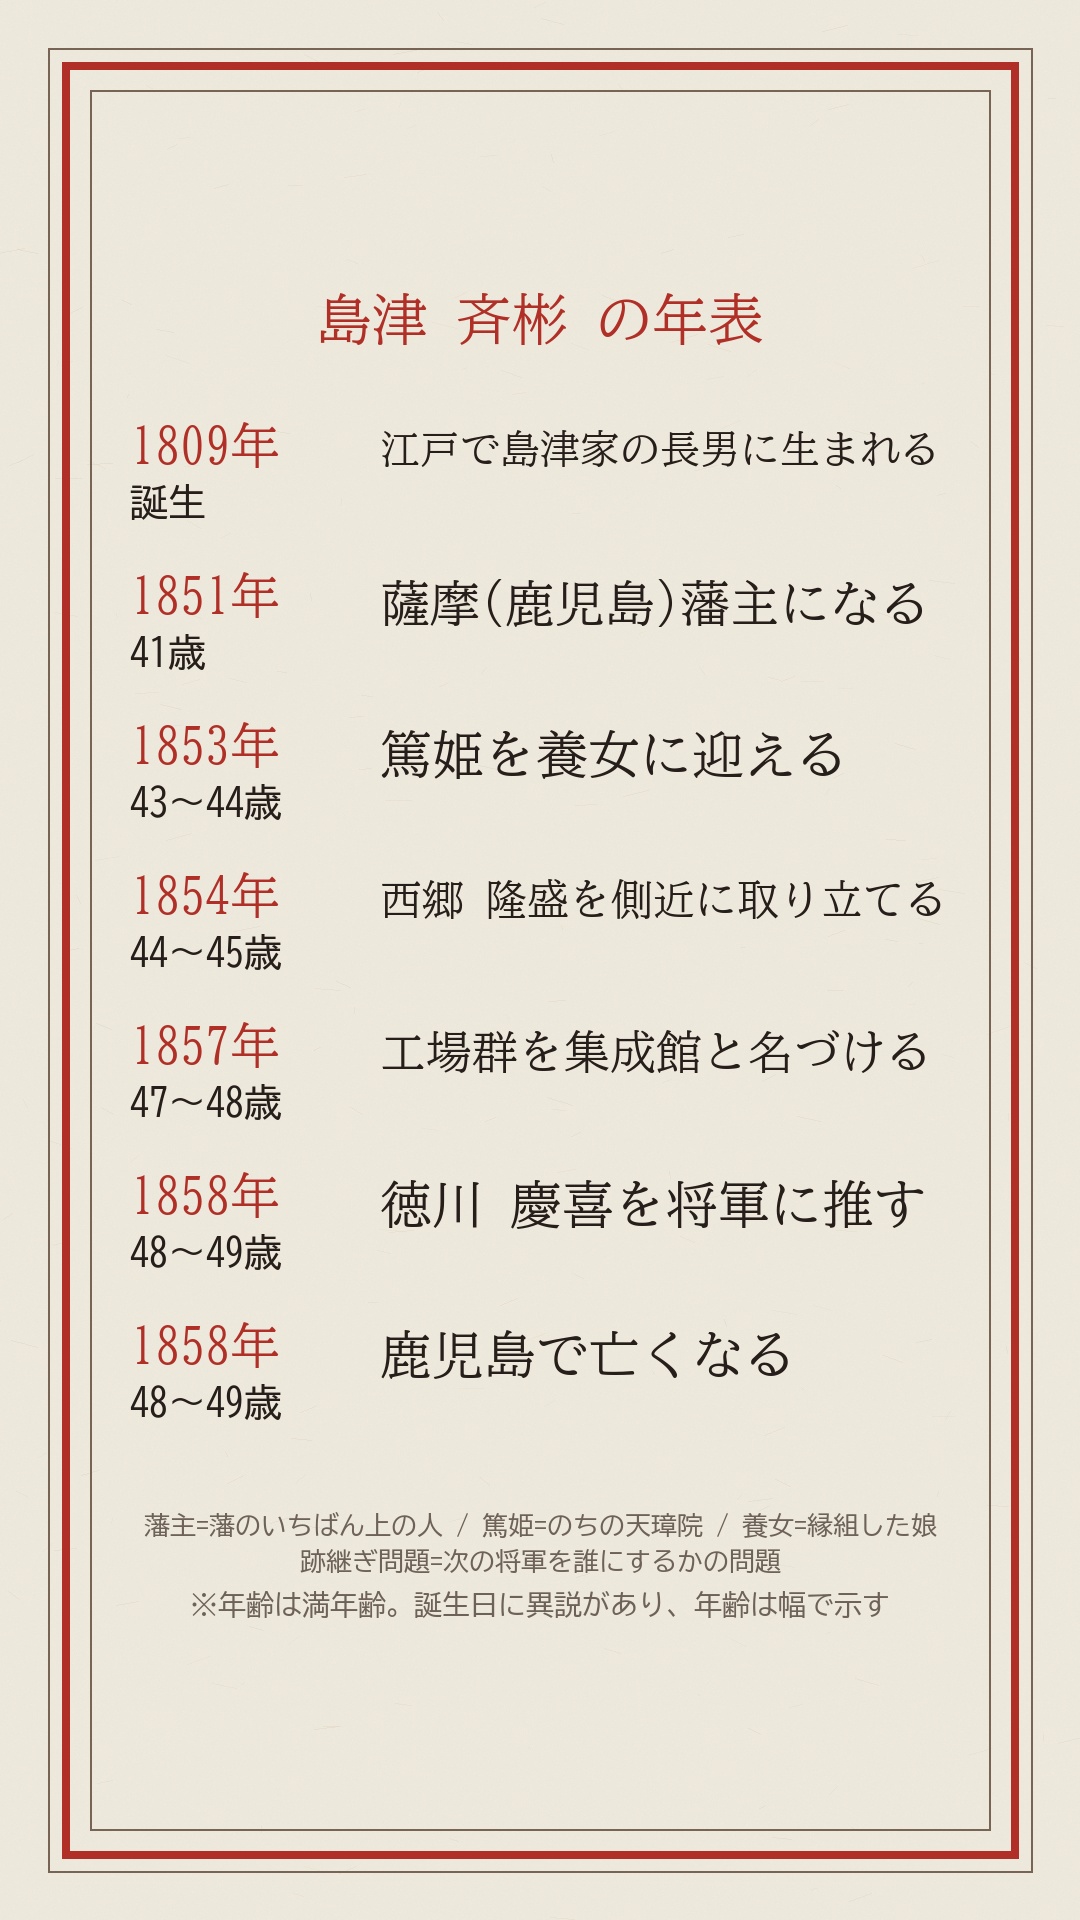 島津 斉彬 の年表
1809年 江戸で島津家の長男に生まれる
誕生
1851年 薩摩(鹿児島)藩主になる
41歳
1853年 篤姫を養女に迎える
43〜44歳
1854年 西郷 隆盛を側近に取り立てる
44〜45歳
1857年 工場群を集成館と名づける
47〜48歳
1858年 徳川 慶喜を将軍に推す
48〜49歳
1858年 鹿児島で亡くなる
48〜49歳
藩主=藩のいちばん上の人 / 篤姫=のちの天璋院 / 養女=縁組した娘
跡継ぎ問題=次の将軍を誰にするかの問題
※年齢は満年齢。誕生日に異説があり、年齢は幅で示す